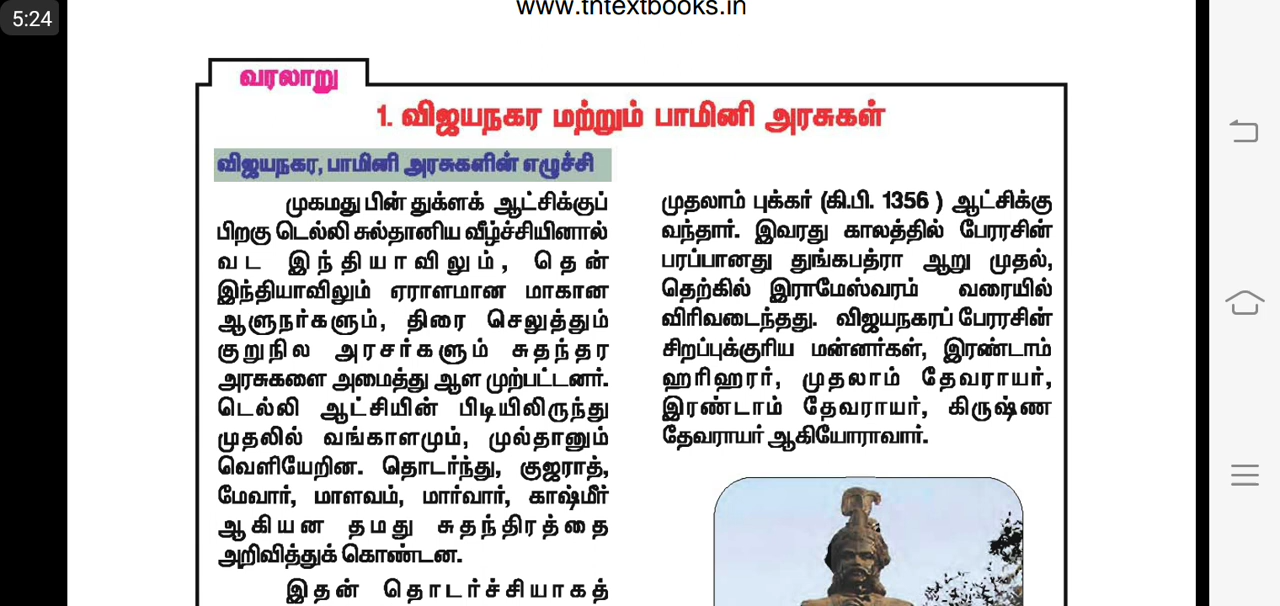 5:24
www.tntextbooks.in
வரலாறு
1. விஜயநகர மற்றும் பாமினி அரசுகள்
விஜயநகர, பாமினி அரசுகளின் எழுச்சி
முகமது பின் துக்ளக் ஆட்சிக்குப்
பிறகு டெல்லி சுல்தானிய வீழ்ச்சியினால்
வட இந்தியாவிலும், தென்
இந்தியாவிலும் ஏராளமான மாகான
ஆளுநர்களும், திரை செலுத்தும்
குறுநில அரசர்களும் சுதந்தர
அரசுகளை அமைத்து ஆள முற்பட்டனர்.
டெல்லி ஆட்சியின் பிடியிலிருந்து
முதலில் வங்காளமும், முல்தானும்
வெளியேறின. தொடர்ந்து, குஜராத்,
மேவார், மாளவம், மார்வார், காஷ்மீர்
ஆகியன தமது சுதந்திரத்தை
அறிவித்துக் கொண்டன.
இதன் தொடர்ச்சியாகத்
முதலாம் புக்கர் (கி.பி. 1356 ) ஆட்சிக்கு
வந்தார். இவரது காலத்தில் பேரரசின்
பரப்பானது துங்கபத்ரா ஆறு முதல்,
தெற்கில் இராமேஸ்வரம் வரையில்
விரிவடைந்தது. விஜயநகரப் பேரரசின்
சிறப்புக்குரிய மன்னர்கள், இரண்டாம்
ஹரிஹரர், முதலாம் தேவராயர்,
இரண்டாம் தேவராயர், கிருஷ்ண
தேவராயர் ஆகியோராவார்.